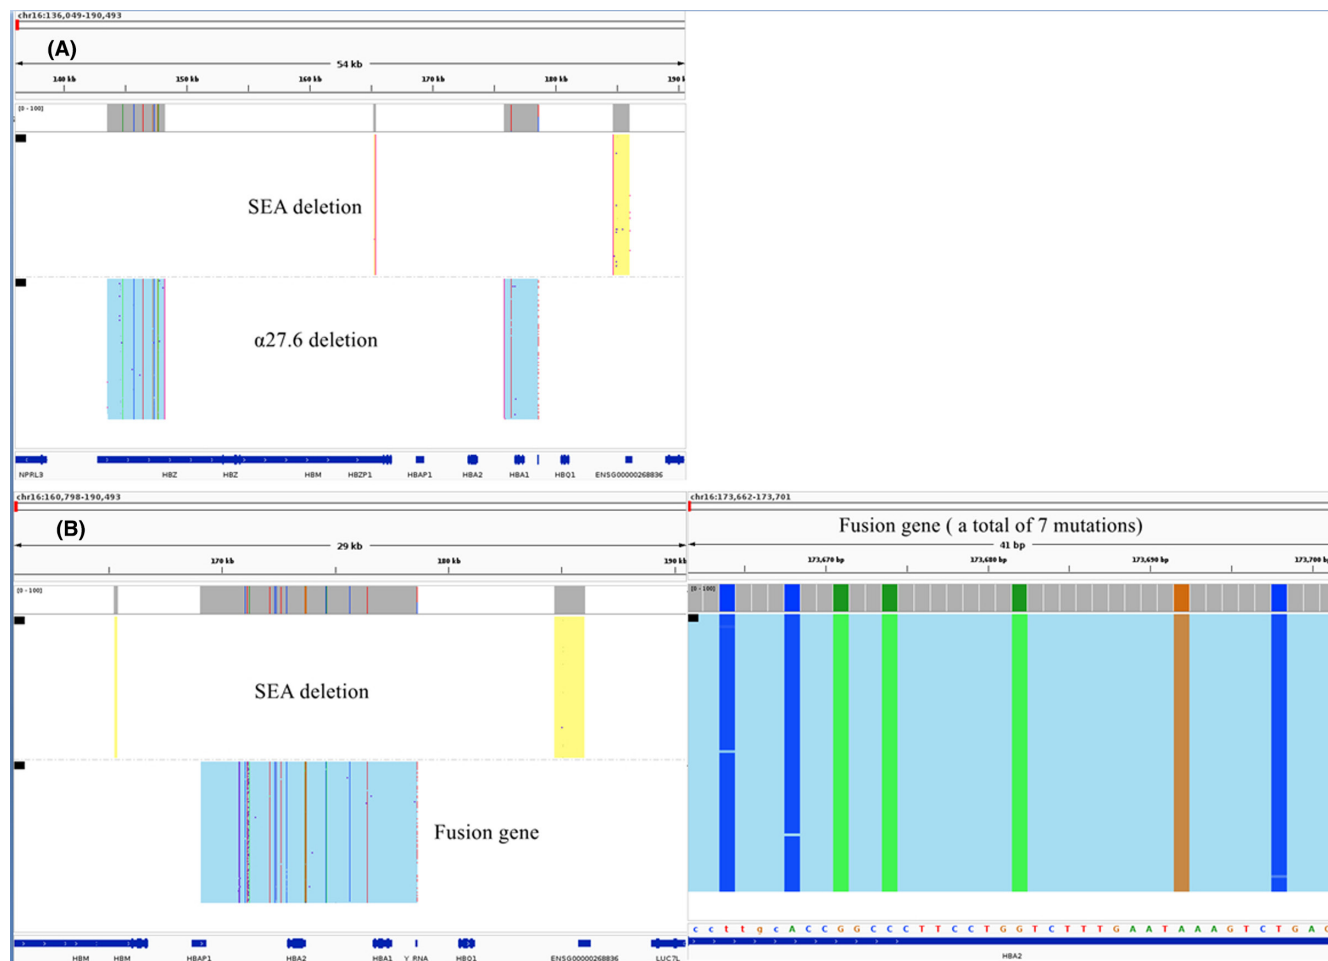 chr16:136,049-190,493
(A)
54 kb
140 kb 150 kb 160 kb 170 kb 180 kb 190 k
[0 - 100]
SEA deletion
α27.6 deletion
NPRL3 HBZ HBZ HBM HBZP1 HBAP1 HBA2 HBA1 HBQ1 ENSG00000268836
chr16:160,798-190,493
(B)
29 kb
170 kb 180 kb 190 k
[0 - 100]
SEA deletion
Fusion gene
HBM HBM HBAP1 HBA2 HBA1 Y_RNA HBQ1 ENSG00000268836 LUC7L
chr16:173,662-173,701
Fusion gene ( a total of 7 mutations)
41 bp
173,670 bp 173,680 bp 173,690 bp 173,700 b
[0 - 100]
c c t t g c A C C G G C C C T T C C T G G T C T T T G A A T A A A G T C T G A G
HBA2